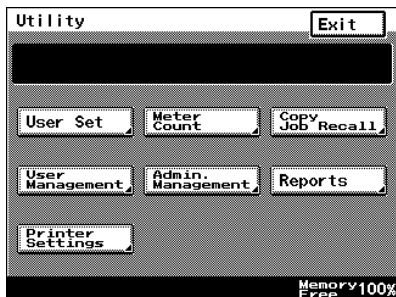 Utility
Exit
User Set
Meter
Count
Copy
Job Recall
User
Management
Admin.
Management
Reports
Printer
Settings
Memory
Free
100%